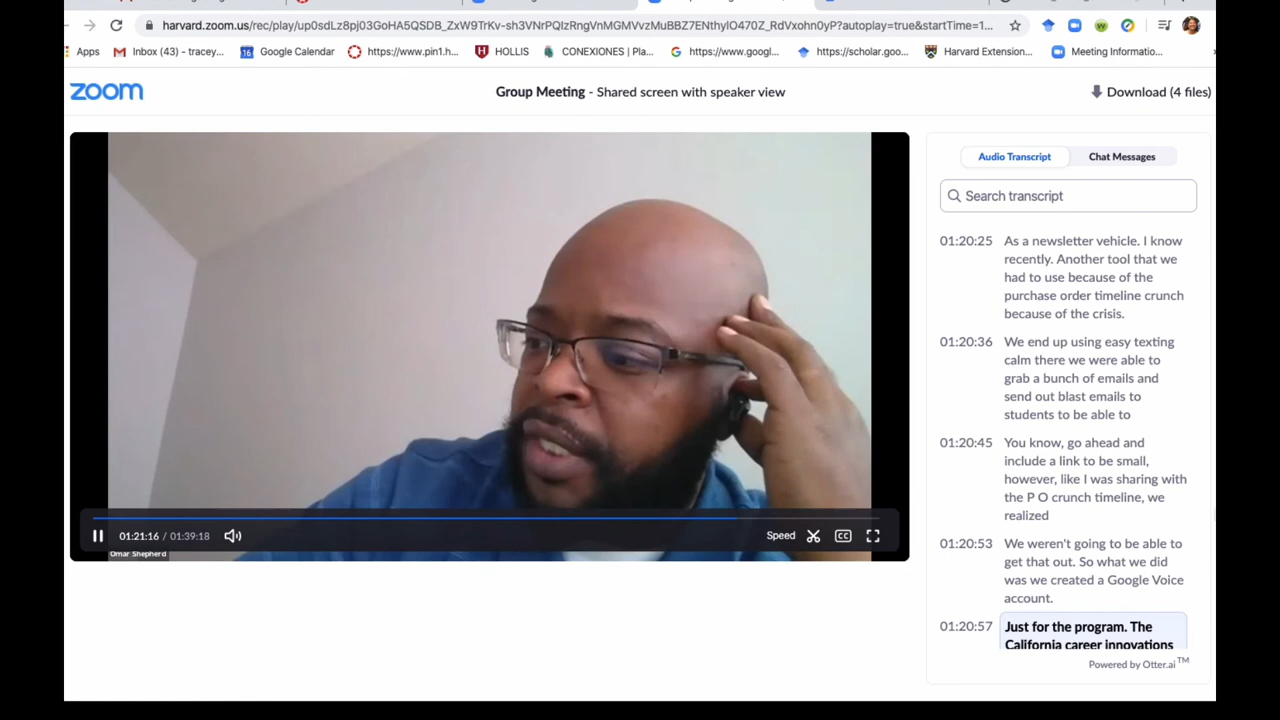 harvard.zoom.us/rec/play/up0sdLz8pj03GoHA5QSDB_ZxW9TrKv-sh3VNrPQIzRngVnMGMVvzMuBBZ7ENthylO470Z_RdVxohn0yP?autoplay=true&startTime=1...
Apps Inbox (43) - tracey... Google Calendar https://www.pin1.h... HOLLIS CONEXIONES | Pla... https://www.googl... https://scholar.goo... Harvard Extension... Meeting Informatio...
zoom Group Meeting - Shared screen with speaker view Download (4 files)
Audio Transcript Chat Messages
Search transcript
01:20:25 As a newsletter vehicle. I know
recently. Another tool that we
had to use because of the
purchase order timeline crunch
because of the crisis.
01:20:36 We end up using easy texting
calm there we were able to
grab a bunch of emails and
send out blast emails to
students to be able to
01:20:45 You know, go ahead and
include a link to be small,
however, like I was sharing with
the P O crunch timeline, we
realized
01:20:53 We weren't going to be able to
get that out. So what we did
was we created a Google Voice
account.
01:20:57 Just for the program. The
California career innovations
Powered by Otter.ai™
01:21:16 / 01:39:18 Speed CC
Omar Shepherd